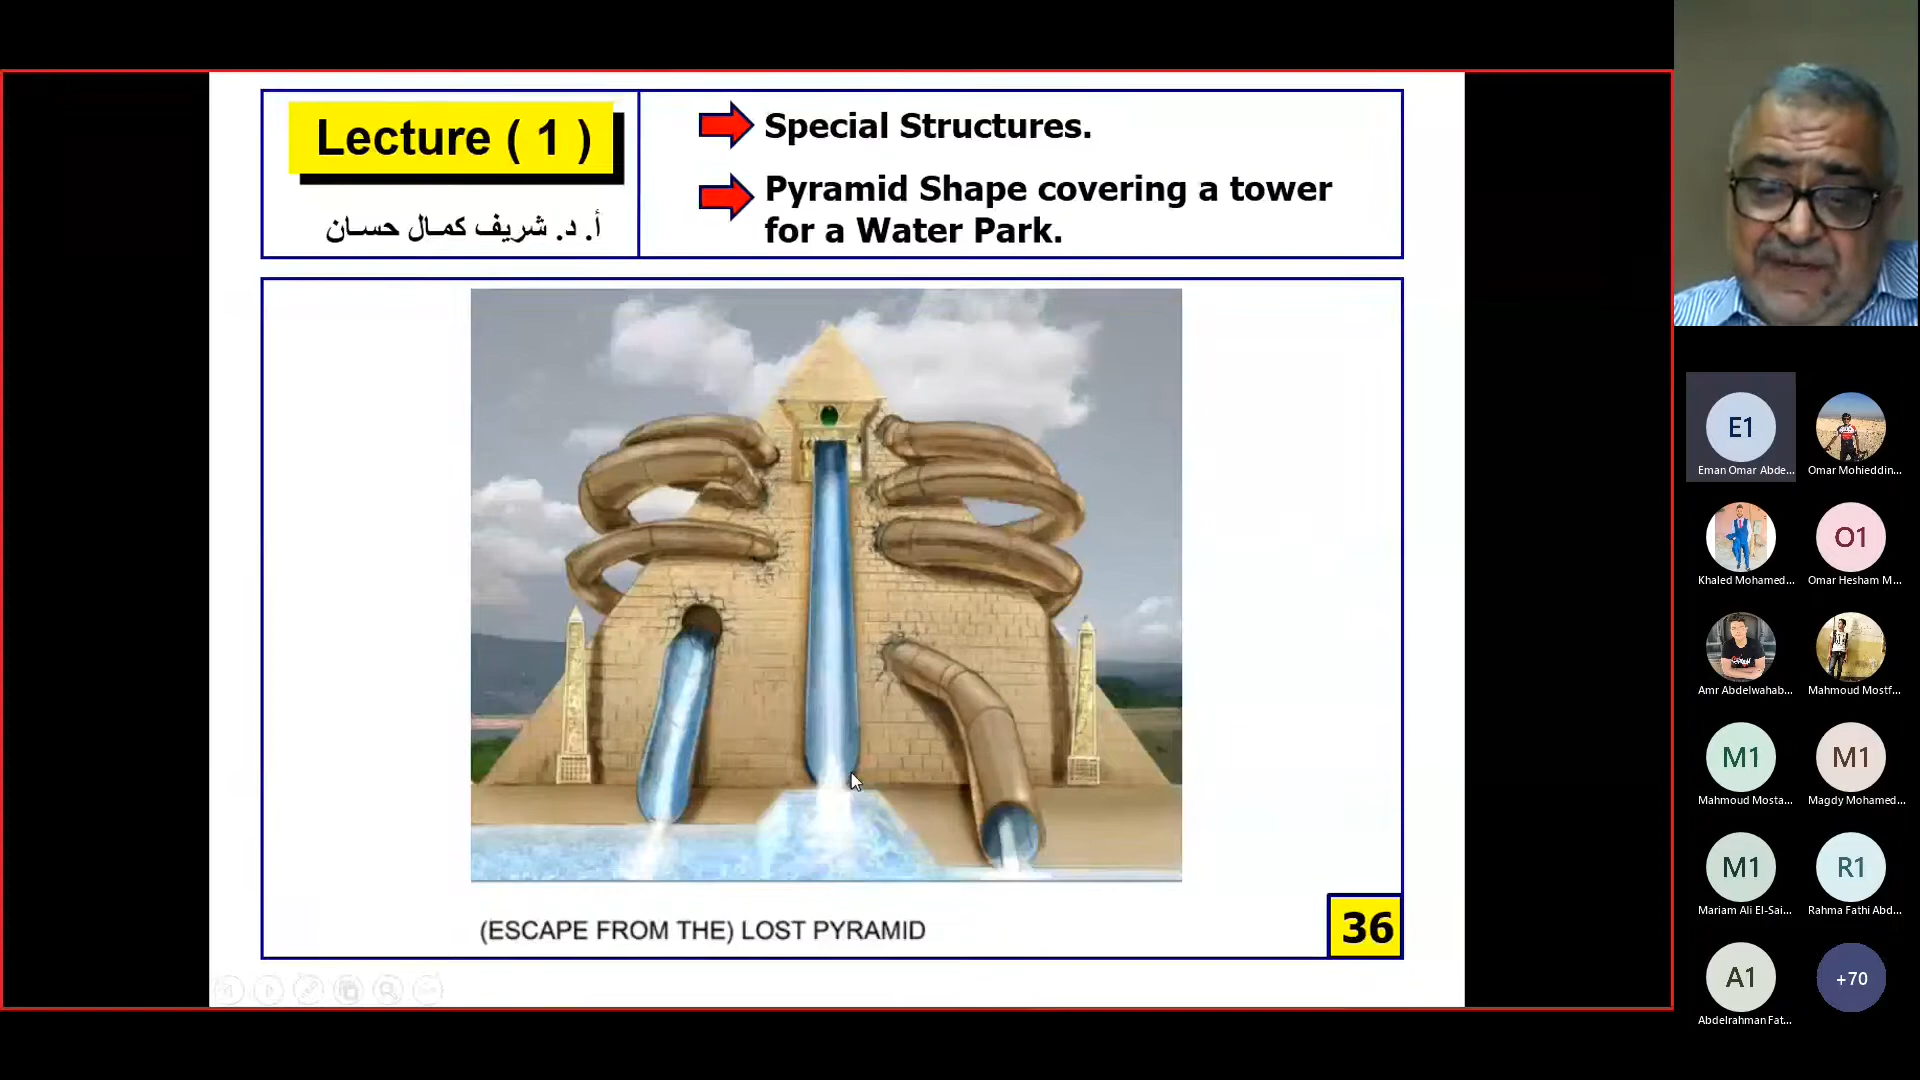 Lecture ( 1 )
أ. د. شريف كمال حسان
Special Structures.
Pyramid Shape covering a tower
for a Water Park.
(ESCAPE FROM THE) LOST PYRAMID
36
E1
Eman Omar Abde...
Omar Mohieddin...
Khaled Mohamed...
O1
Omar Hesham M...
Amr Abdelwahab...
Mahmoud Mostf...
M1
Mahmoud Mosta...
M1
Magdy Mohamed...
M1
Mariam Ali El-Sai...
R1
Rahma Fathi Abd...
A1
Abdelrahman Fat...
+70